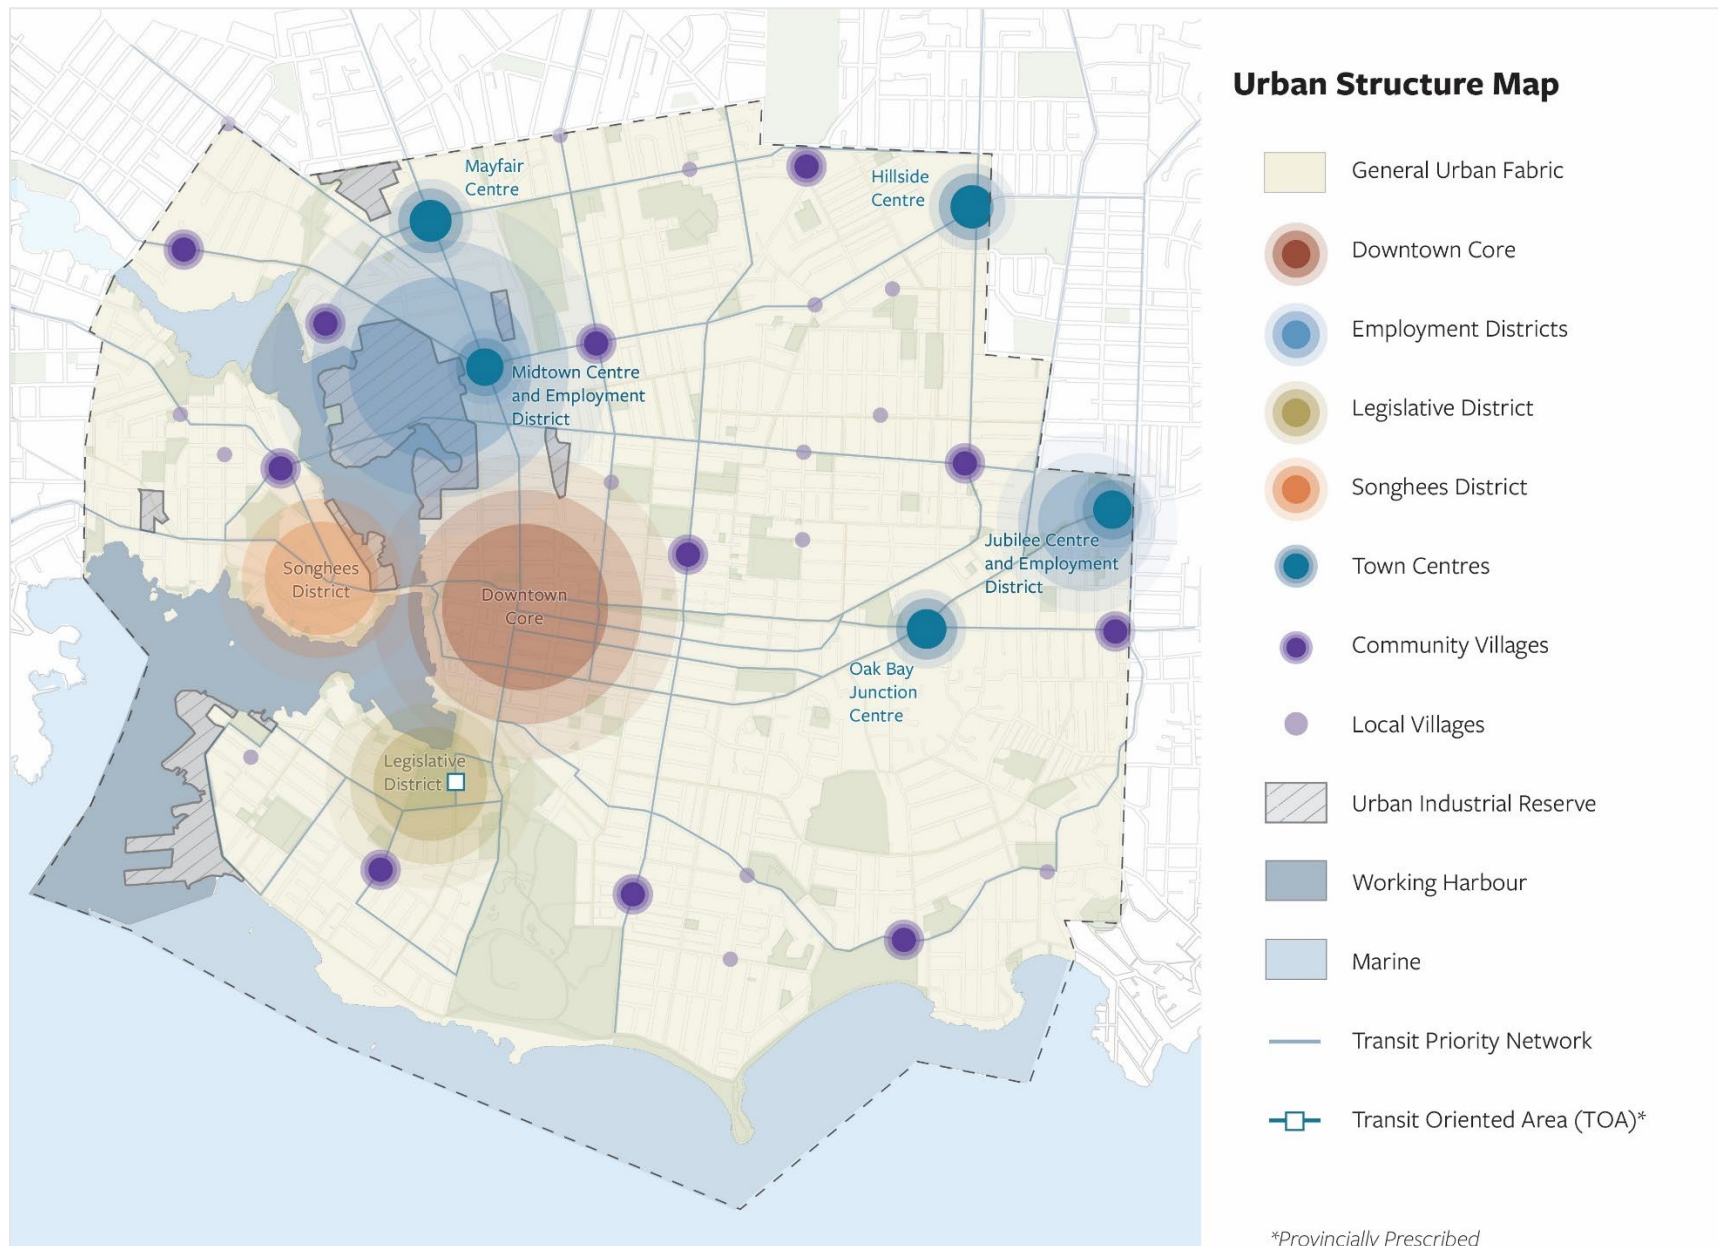 Urban Structure Map
General Urban Fabric
Downtown Core
Employment Districts
Legislative District
Songhees District
Town Centres
Community Villages
Local Villages
Urban Industrial Reserve
Working Harbour
Marine
Transit Priority Network
Transit Oriented Area (TOA)*
*Provincially Prescribed
Mayfair
Centre
Hillside
Centre
Midtown Centre
and Employment
District
Jubilee Centre
and Employment
District
Songhees
District
Downtown
Core
Oak Bay
Junction
Centre
Legislative
District